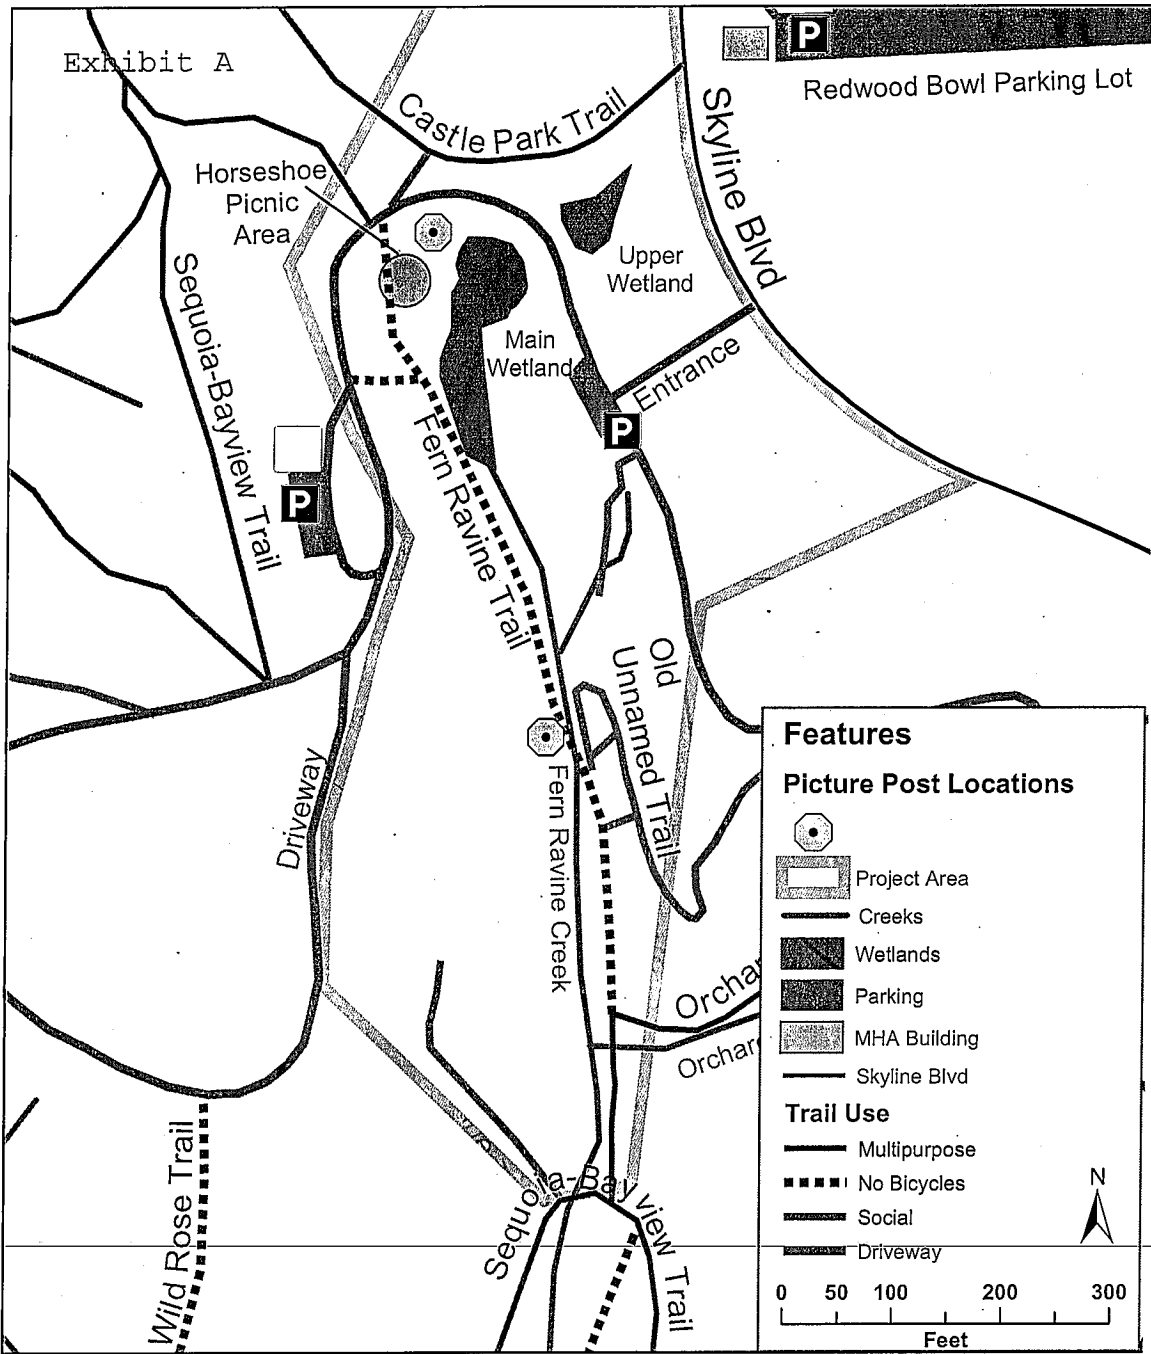 Exhibit A
P
Redwood Bowl Parking Lot
Castle Park Trail
Skyline Blvd
Horseshoe
Picnic
Area
Upper
Wetland
Sequoia-Bayview Trail
Main
Wetland
Entrance
P
Fern Ravine Trail
P
Old
Unnamed Trail
Driveway
Fern Ravine Creek
Orchar
Orchar
Wild Rose Trail
Sequoia-Bayview Trail
Features
Picture Post Locations
Project Area
Creeks
Wetlands
Parking
MHA Building
Skyline Blvd
Trail Use
Multipurpose
No Bicycles
Social
Driveway
N
0 50 100 200 300
Feet